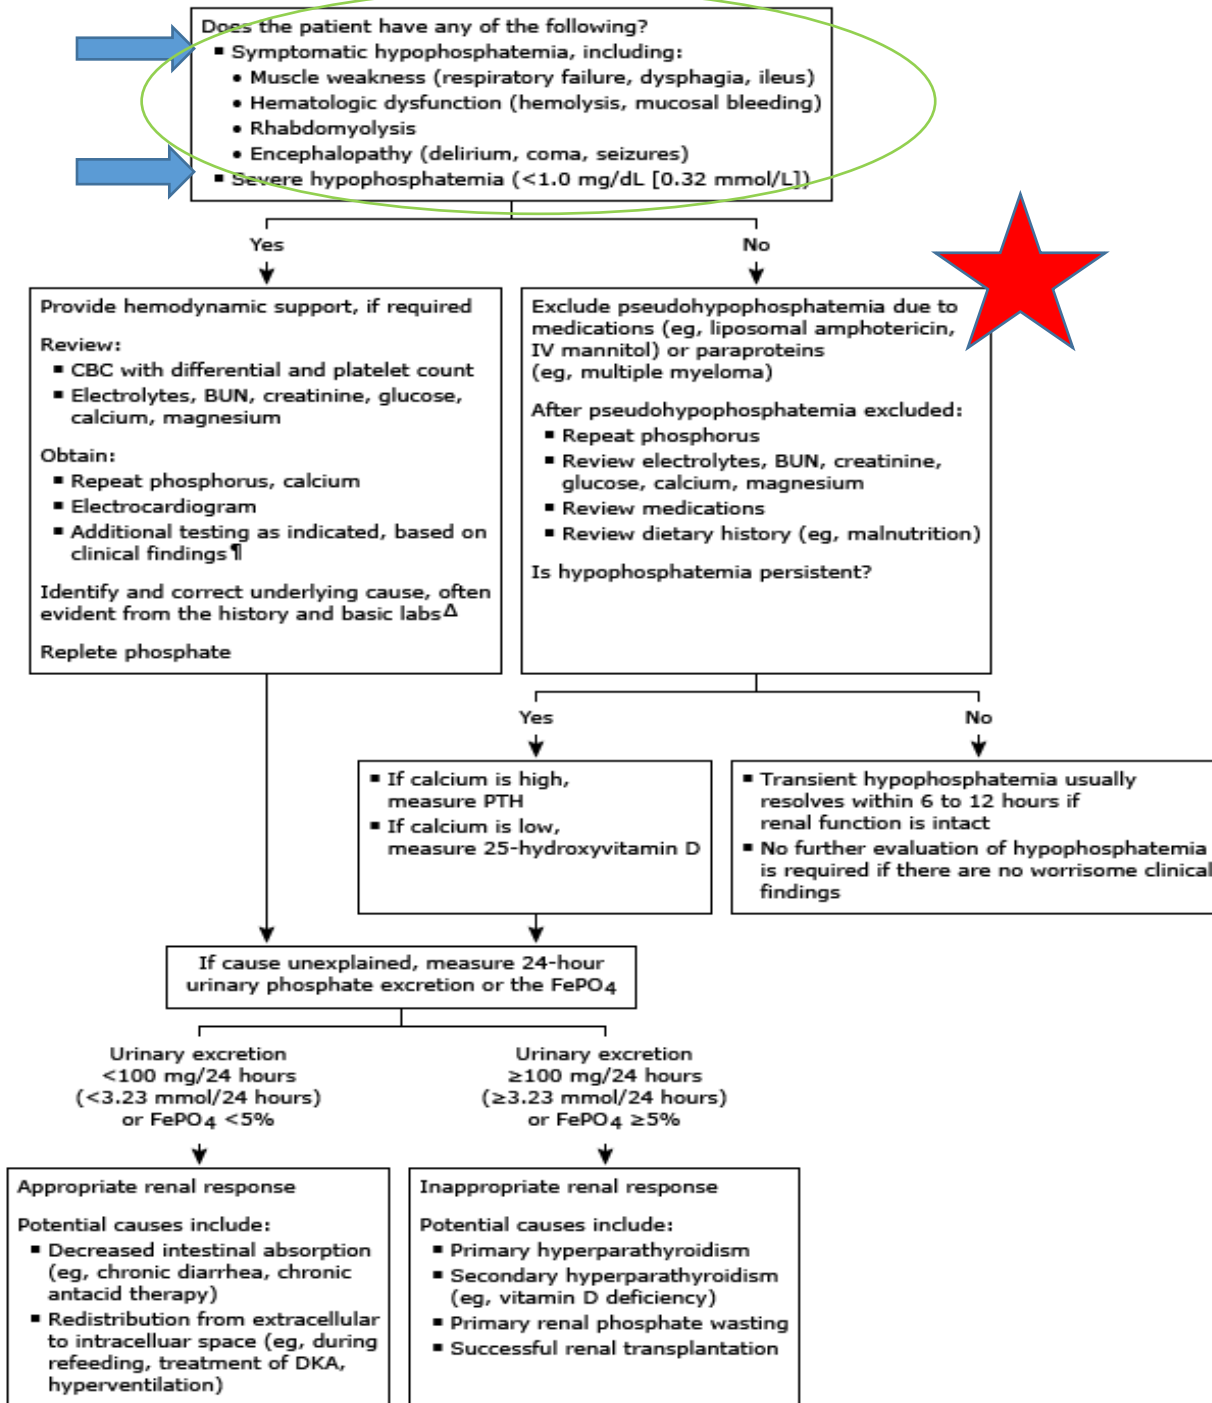 Does the patient have any of the following?
▪ Symptomatic hypophosphatemia, including:
• Muscle weakness (respiratory failure, dysphagia, ileus)
• Hematologic dysfunction (hemolysis, mucosal bleeding)
• Rhabdomyolysis
• Encephalopathy (delirium, coma, seizures)
▪ Severe hypophosphatemia (<1.0 mg/dL [0.32 mmol/L])
Yes
No
Provide hemodynamic support, if required
Review:
▪ CBC with differential and platelet count
▪ Electrolytes, BUN, creatinine, glucose,
calcium, magnesium
Obtain:
▪ Repeat phosphorus, calcium
▪ Electrocardiogram
▪ Additional testing as indicated, based on
clinical findings¶
Identify and correct underlying cause, often
evident from the history and basic labsΔ
Replete phosphate
Exclude pseudohypophosphatemia due to
medications (eg, liposomal amphotericin,
IV mannitol) or paraproteins
(eg, multiple myeloma)
After pseudohypophosphatemia excluded:
▪ Repeat phosphorus
▪ Review electrolytes, BUN, creatinine,
glucose, calcium, magnesium
▪ Review medications
▪ Review dietary history (eg, malnutrition)
Is hypophosphatemia persistent?
Yes
No
▪ If calcium is high,
measure PTH
▪ If calcium is low,
measure 25-hydroxyvitamin D
▪ Transient hypophosphatemia usually
resolves within 6 to 12 hours if
renal function is intact
▪ No further evaluation of hypophosphatemia
is required if there are no worrisome clinical
findings
If cause unexplained, measure 24-hour
urinary phosphate excretion or the FePO4
Urinary excretion
<100 mg/24 hours
(<3.23 mmol/24 hours)
or FePO4 <5%
Urinary excretion
≥100 mg/24 hours
(≥3.23 mmol/24 hours)
or FePO4 ≥5%
Appropriate renal response
Potential causes include:
▪ Decreased intestinal absorption
(eg, chronic diarrhea, chronic
antacid therapy)
▪ Redistribution from extracellular
to intracelluar space (eg, during
refeeding, treatment of DKA,
hyperventilation)
Inappropriate renal response
Potential causes include:
▪ Primary hyperparathyroidism
▪ Secondary hyperparathyroidism
(eg, vitamin D deficiency)
▪ Primary renal phosphate wasting
▪ Successful renal transplantation